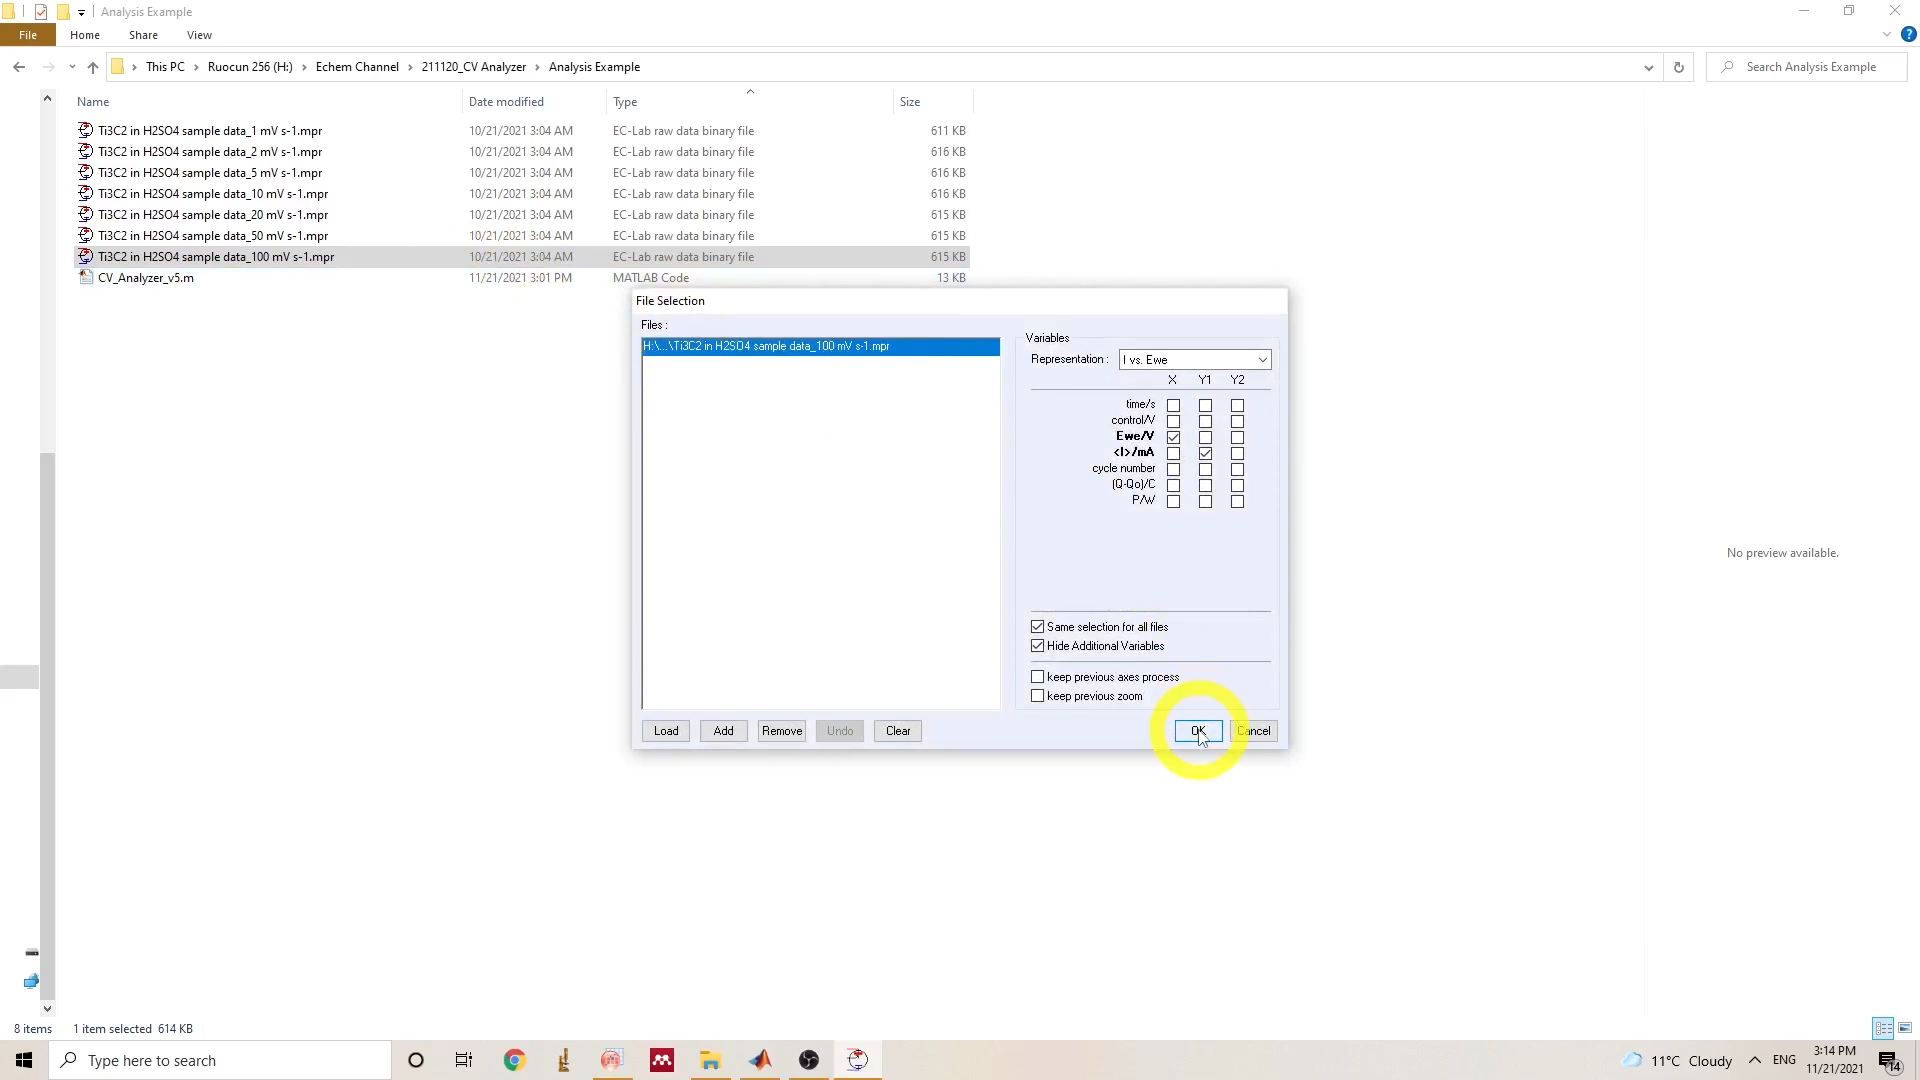 Analysis Example
File Home Share View
This PC Ruocun 256 (H:) Echem Channel 211120_CV Analyzer Analysis Example
Search Analysis Example
Name Date modified Type Size
Ti3C2 in H2SO4 sample data_1 mV s-1.mpr 10/21/2021 3:04 AM EC-Lab raw data binary file 611 KB
Ti3C2 in H2SO4 sample data_2 mV s-1.mpr 10/21/2021 3:04 AM EC-Lab raw data binary file 616 KB
Ti3C2 in H2SO4 sample data_5 mV s-1.mpr 10/21/2021 3:04 AM EC-Lab raw data binary file 616 KB
Ti3C2 in H2SO4 sample data_10 mV s-1.mpr 10/21/2021 3:04 AM EC-Lab raw data binary file 616 KB
Ti3C2 in H2SO4 sample data_20 mV s-1.mpr 10/21/2021 3:04 AM EC-Lab raw data binary file 615 KB
Ti3C2 in H2SO4 sample data_50 mV s-1.mpr 10/21/2021 3:04 AM EC-Lab raw data binary file 615 KB
Ti3C2 in H2SO4 sample data_100 mV s-1.mpr 10/21/2021 3:04 AM EC-Lab raw data binary file 615 KB
CV_Analyzer_v5.m 11/21/2021 3:01 PM MATLAB Code 13 KB
File Selection
Files :
H:\...\Ti3C2 in H2SO4 sample data_100 mV s-1.mpr
Variables
Representation : I vs. Ewe
X Y1 Y2
time/s
control/V
Ewe/V
<I>/mA
cycle number
(Q-Qo)/C
P/W
Same selection for all files
Hide Additional Variables
keep previous axes process
keep previous zoom
Load Add Remove Undo Clear OK Cancel
No preview available.
8 items 1 item selected 614 KB
Type here to search
11°C Cloudy ENG
3:14 PM
11/21/2021
14